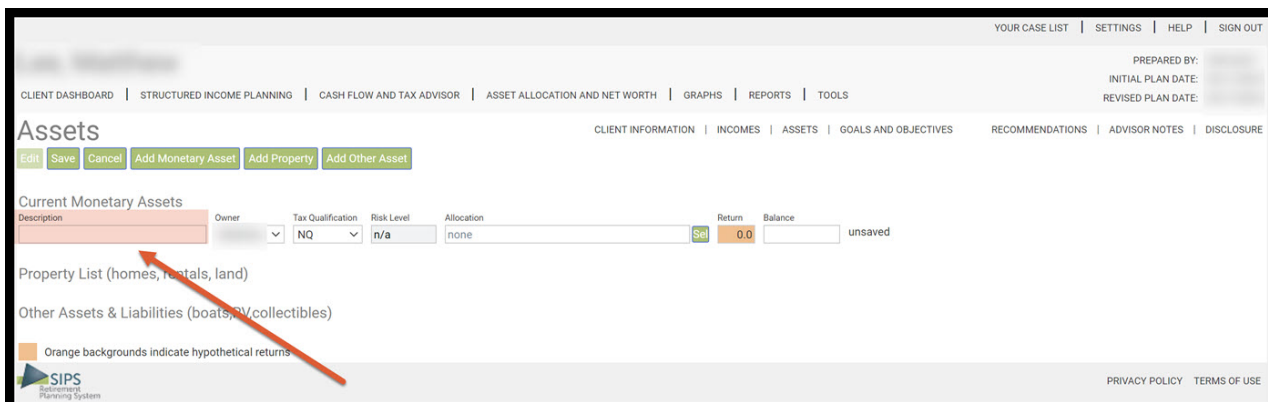 YOUR CASE LIST | SETTINGS | HELP | SIGN OUT
PREPARED BY:
INITIAL PLAN DATE:
REVISED PLAN DATE:
CLIENT DASHBOARD | STRUCTURED INCOME PLANNING | CASH FLOW AND TAX ADVISOR | ASSET ALLOCATION AND NET WORTH | GRAPHS | REPORTS | TOOLS
Assets
CLIENT INFORMATION | INCOMES | ASSETS | GOALS AND OBJECTIVES RECOMMENDATIONS | ADVISOR NOTES | DISCLOSURE
Edit Save Cancel Add Monetary Asset Add Property Add Other Asset
Current Monetary Assets
Description Owner Tax Qualification Risk Level Allocation Return Balance
NQ n/a none Sel 0.0 unsaved
Property List (homes, rentals, land)
Other Assets & Liabilities (boats,RV,collectibles)
Orange backgrounds indicate hypothetical returns
SIPS
Retirement
Planning System
PRIVACY POLICY TERMS OF USE